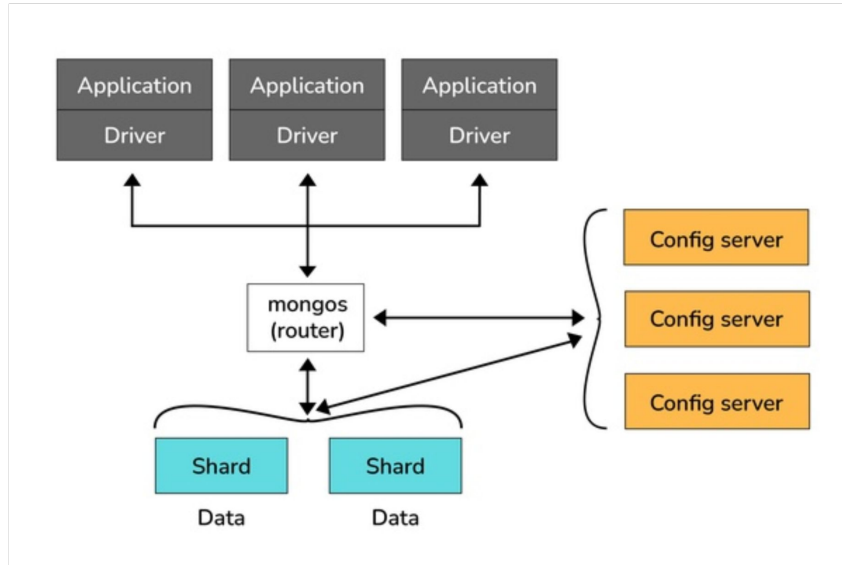 Application
Driver
Application
Driver
Application
Driver
Config server
mongos
(router)
Config server
Config server
Shard
Shard
Data
Data